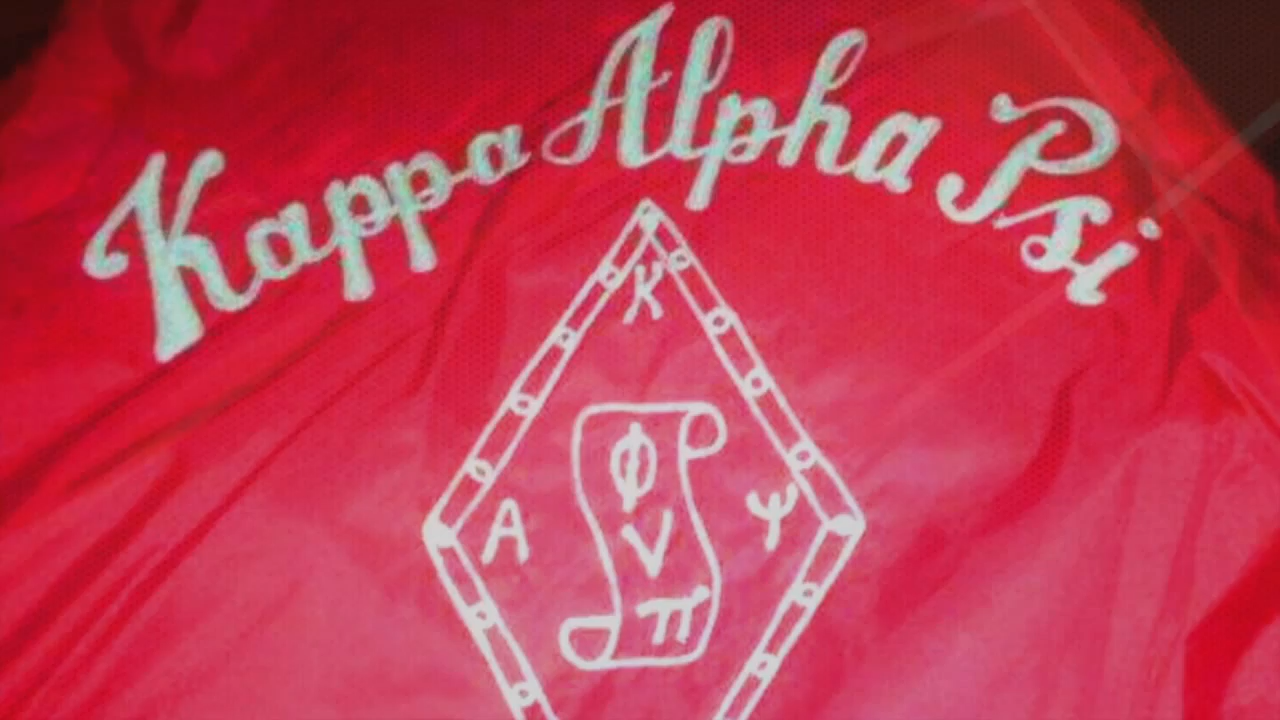 Kappa Alpha Psi
K
A Ψ
Φ
V
π